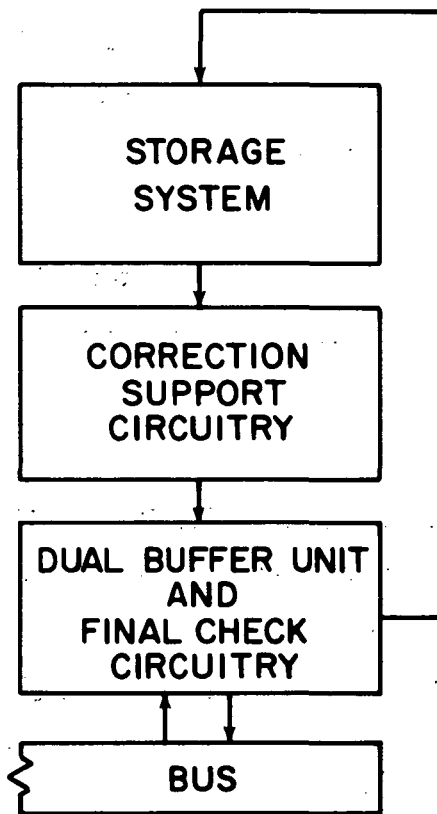 STORAGE
SYSTEM
CORRECTION
SUPPORT
CIRCUITRY
DUAL BUFFER UNIT
AND
FINAL CHECK
CIRCUITRY
BUS